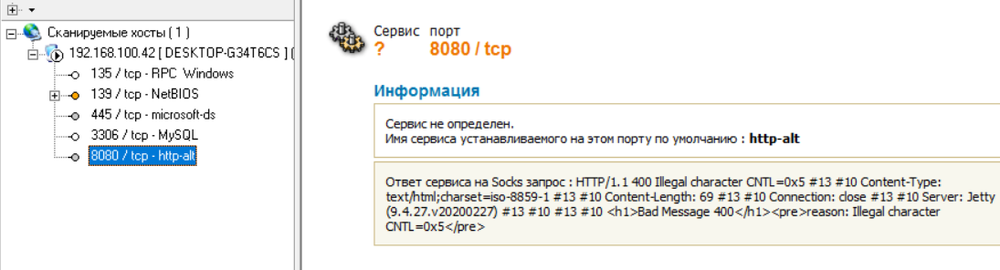 Сканируемые хосты ( 1 )
192.168.100.42 [ DESKTOP-G34T6CS ] (
135 / tcp - RPC Windows
139 / tcp - NetBIOS
445 / tcp - microsoft-ds
3306 / tcp - MySQL
8080 / tcp - http-alt
Сервис порт
? 8080 / tcp
Информация
Сервис не определен.
Имя сервиса устанавливаемого на этом порту по умолчанию : http-alt
Ответ сервиса на Socks запрос : HTTP/1.1 400 Illegal character CNTL=0x5 #13 #10 Content-Type:
text/html;charset=iso-8859-1 #13 #10 Content-Length: 69 #13 #10 Connection: close #13 #10 Server: Jetty
(9.4.27.v20200227) #13 #10 #13 #10 <h1>Bad Message 400</h1><pre>reason: Illegal character
CNTL=0x5</pre>